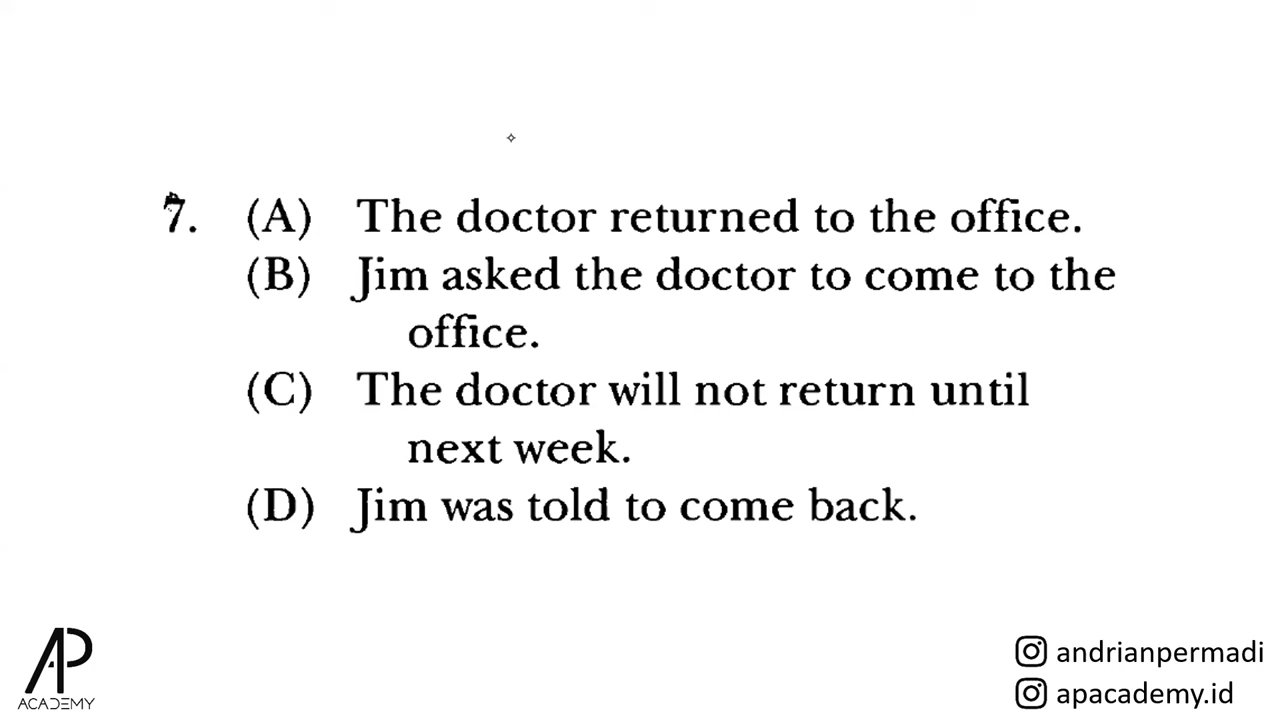 7. (A) The doctor returned to the office.
(B) Jim asked the doctor to come to the
office.
(C) The doctor will not return until
next week.
(D) Jim was told to come back.
AP
ACADEMY
andrianpermadi
apacademy.id